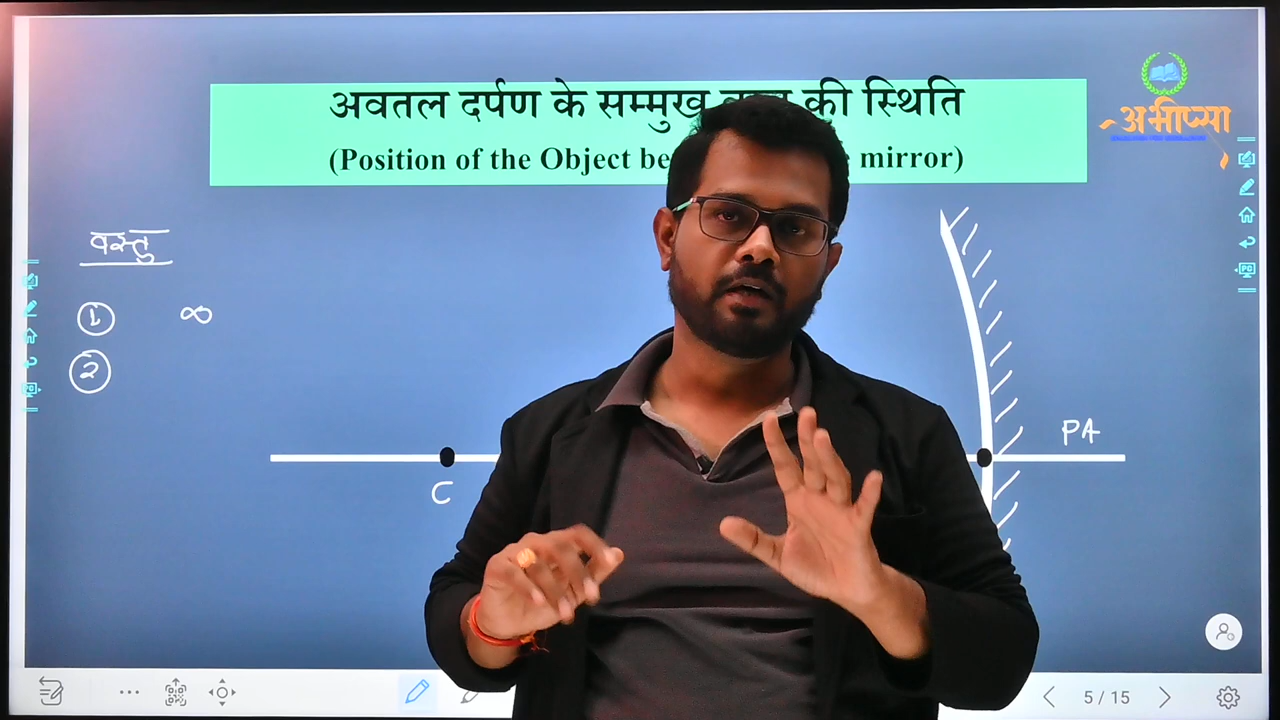 अवतल दर्पण के सम्मुख की स्थिति
(Position of the Object be mirror)
अभीप्सा
वस्तु
1 ∞
2
PA
C
5 / 15